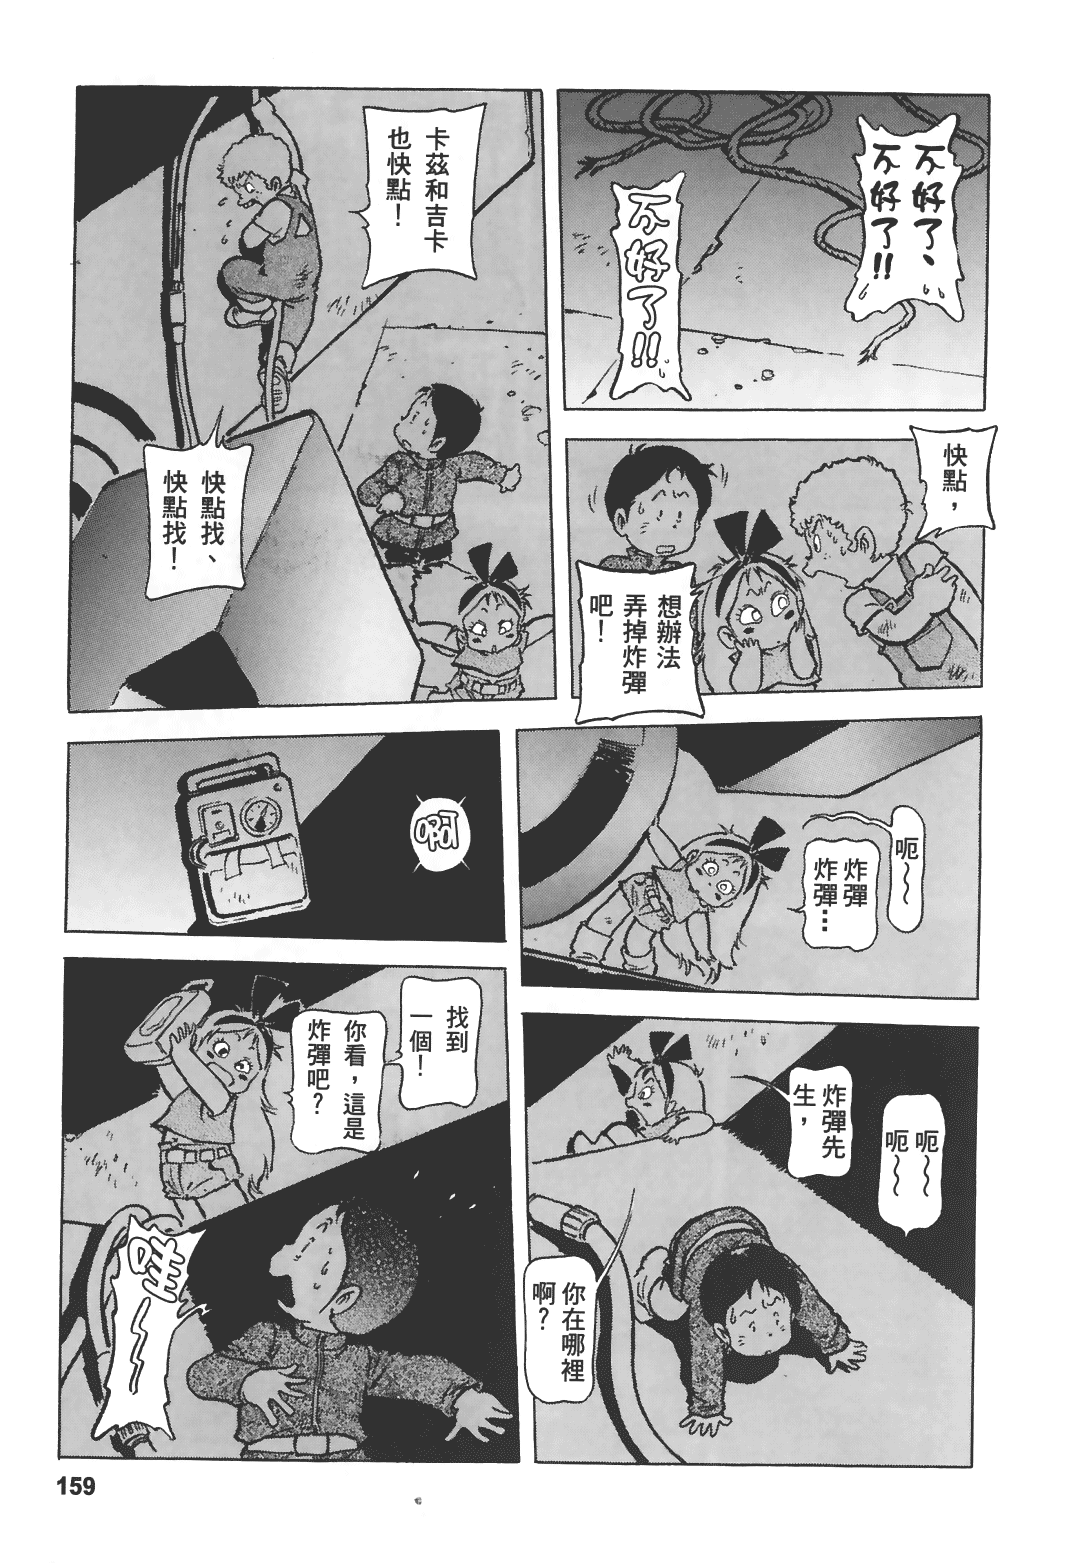 不好了、
不好了!!
不好了!!
快點，
想辦法
弄掉炸彈
吧！
卡茲和吉卡
也快點！
快點找、
快點找！
呃～～
炸彈
炸彈…
呃～～
呃～～
炸彈先
生，
你在哪裡
啊？
找到
一個！
你看，這是
炸彈吧？
哇～～
159